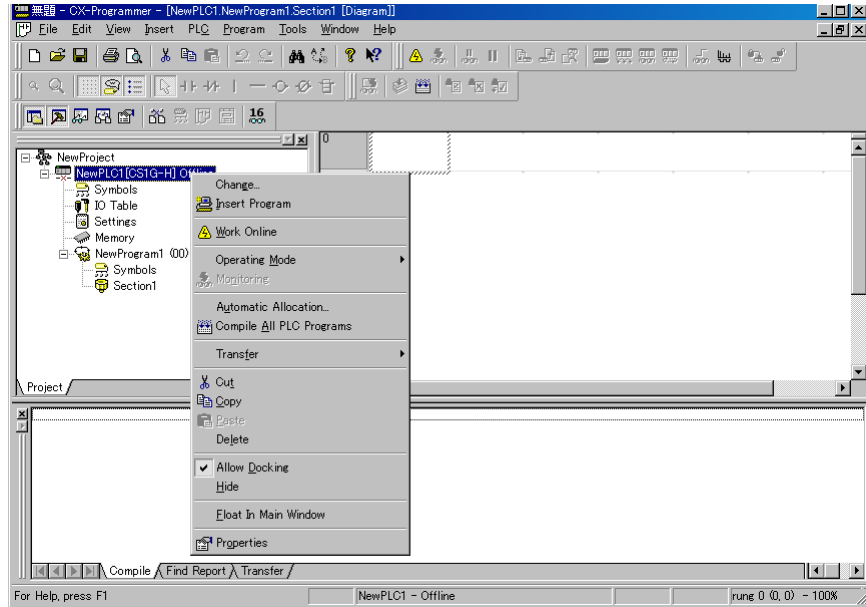 無題 - CX-Programmer - [NewPLC1.NewProgram1.Section1 [Diagram]]
File Edit View Insert PLC Program Tools Window Help
16
NewProject
NewPLC1[CS1G-H] Offline
Symbols
IO Table
Settings
Memory
NewProgram1 (00)
Symbols
Section1
Project
0
Change...
Insert Program
Work Online
Operating Mode
Monitoring
Automatic Allocation...
Compile All PLC Programs
Transfer
Cut
Copy
Paste
Delete
Allow Docking
Hide
Float In Main Window
Properties
Compile Find Report Transfer
For Help, press F1
NewPLC1 - Offline
rung 0 (0, 0) - 100%